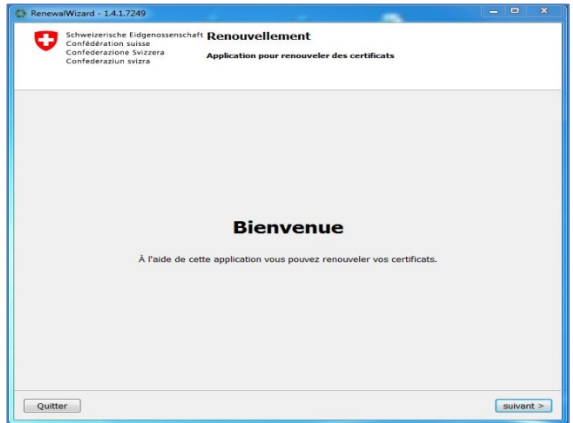 RenewalWizard - 1.4.1.7249
Schweizerische Eidgenossenschaft
Confédération suisse
Confederazione Svizzera
Confederaziun svizra
Renouvellement
Application pour renouveler des certificats
Bienvenue
À l'aide de cette application vous pouvez renouveler vos certificats.
Quitter
suivant >